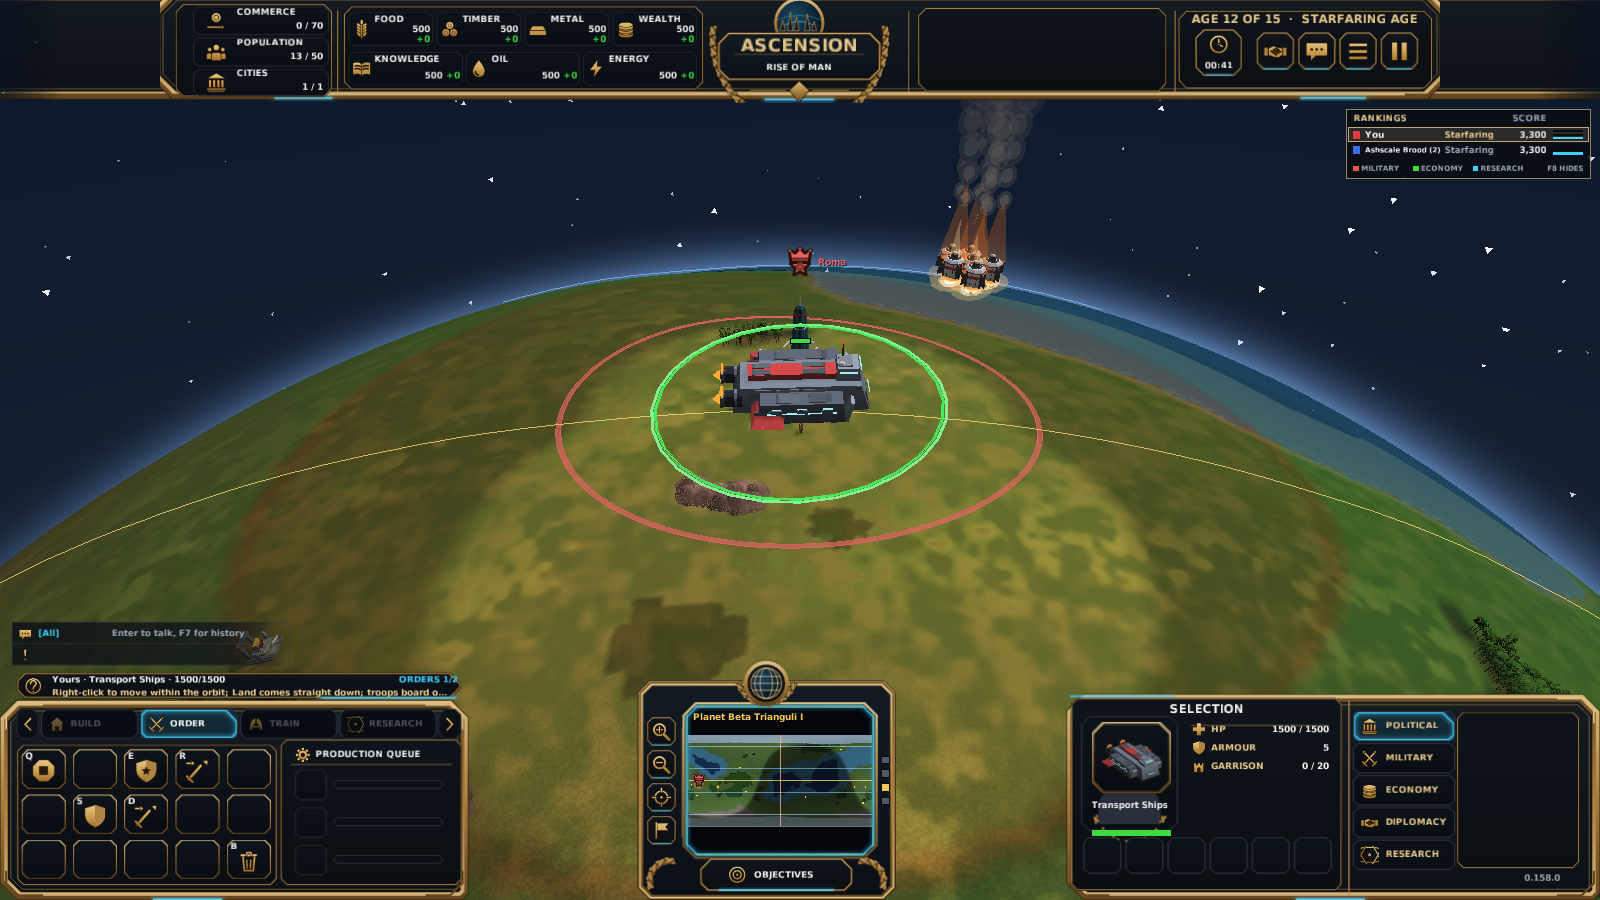 COMMERCE
0 / 70
POPULATION
13 / 50
CITIES
1 / 1
FOOD
500
+0
TIMBER
500
+0
METAL
500
+0
WEALTH
500
+0
KNOWLEDGE
500 +0
OIL
500 +0
ENERGY
500 +0
ASCENSION
RISE OF MAN
AGE 12 OF 15 · STARFARING AGE
00:41
RANKINGS SCORE
You Starfaring 3,300
Ashscale Brood (2) Starfaring 3,300
MILITARY ECONOMY RESEARCH F8 HIDES
Roma
[All] Enter to talk, F7 for history
!
Yours · Transport Ships · 1500/1500 ORDERS 1/2
Right-click to move within the orbit; Land comes straight down; troops board o...
BUILD
ORDER
TRAIN
RESEARCH
Q
E
R
S
D
B
PRODUCTION QUEUE
Planet Beta Trianguli I
OBJECTIVES
SELECTION
Transport Ships
HP 1500 / 1500
ARMOUR 5
GARRISON 0 / 20
POLITICAL
MILITARY
ECONOMY
DIPLOMACY
RESEARCH
0.158.0